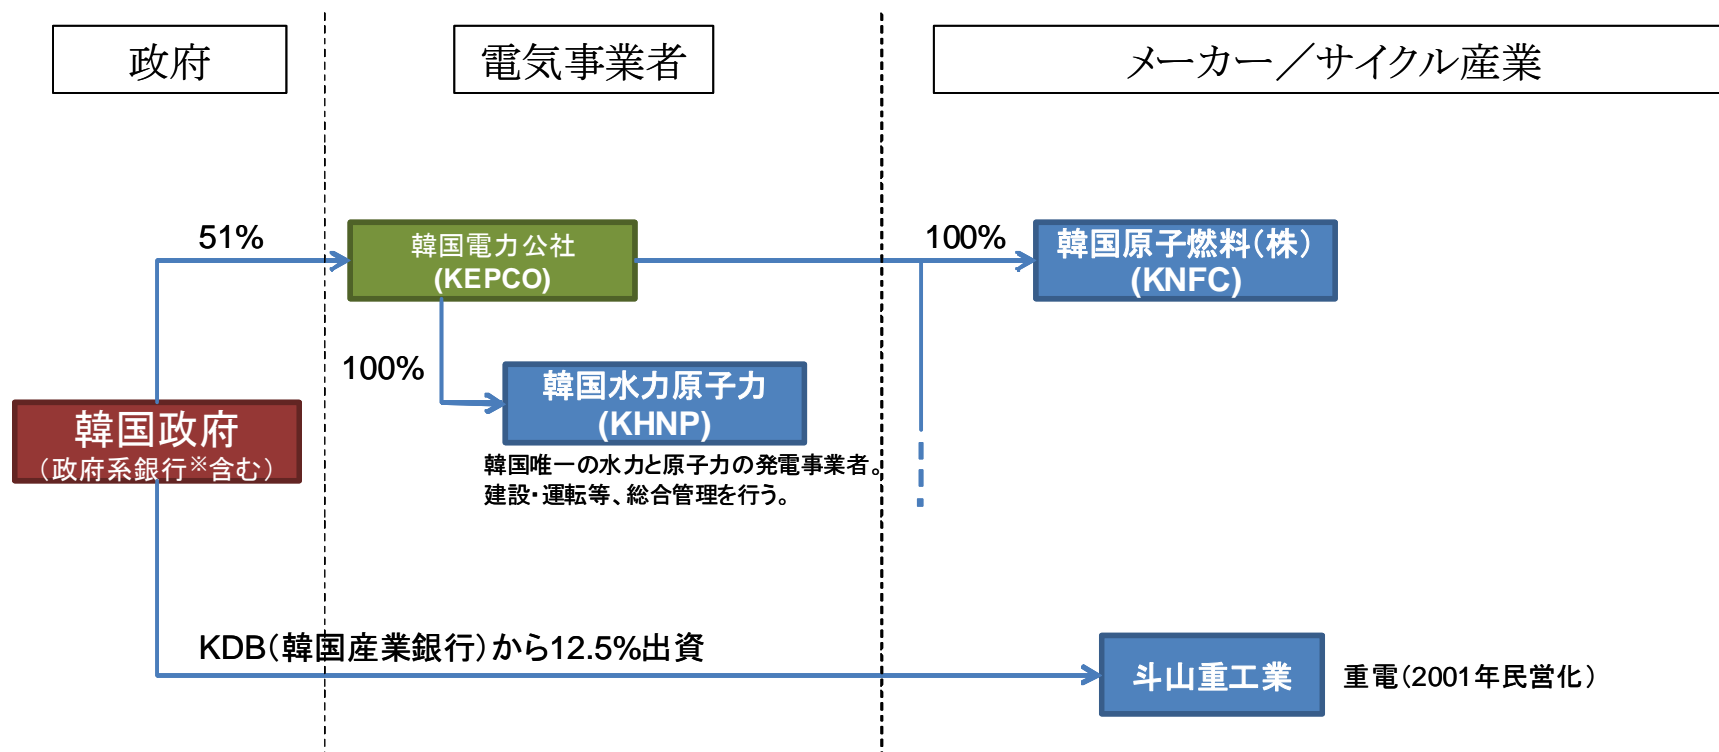 政府
電気事業者
メーカー／サイクル産業
51%
韓国電力公社
(KEPCO)
100%
韓国原子燃料(株)
(KNFC)
100%
韓国水力原子力
(KHNP)
韓国政府
（政府系銀行※含む）
韓国唯一の水力と原子力の発電事業者。
建設・運転等、総合管理を行う。
KDB(韓国産業銀行)から12.5%出資
斗山重工業
重電(2001年民営化)